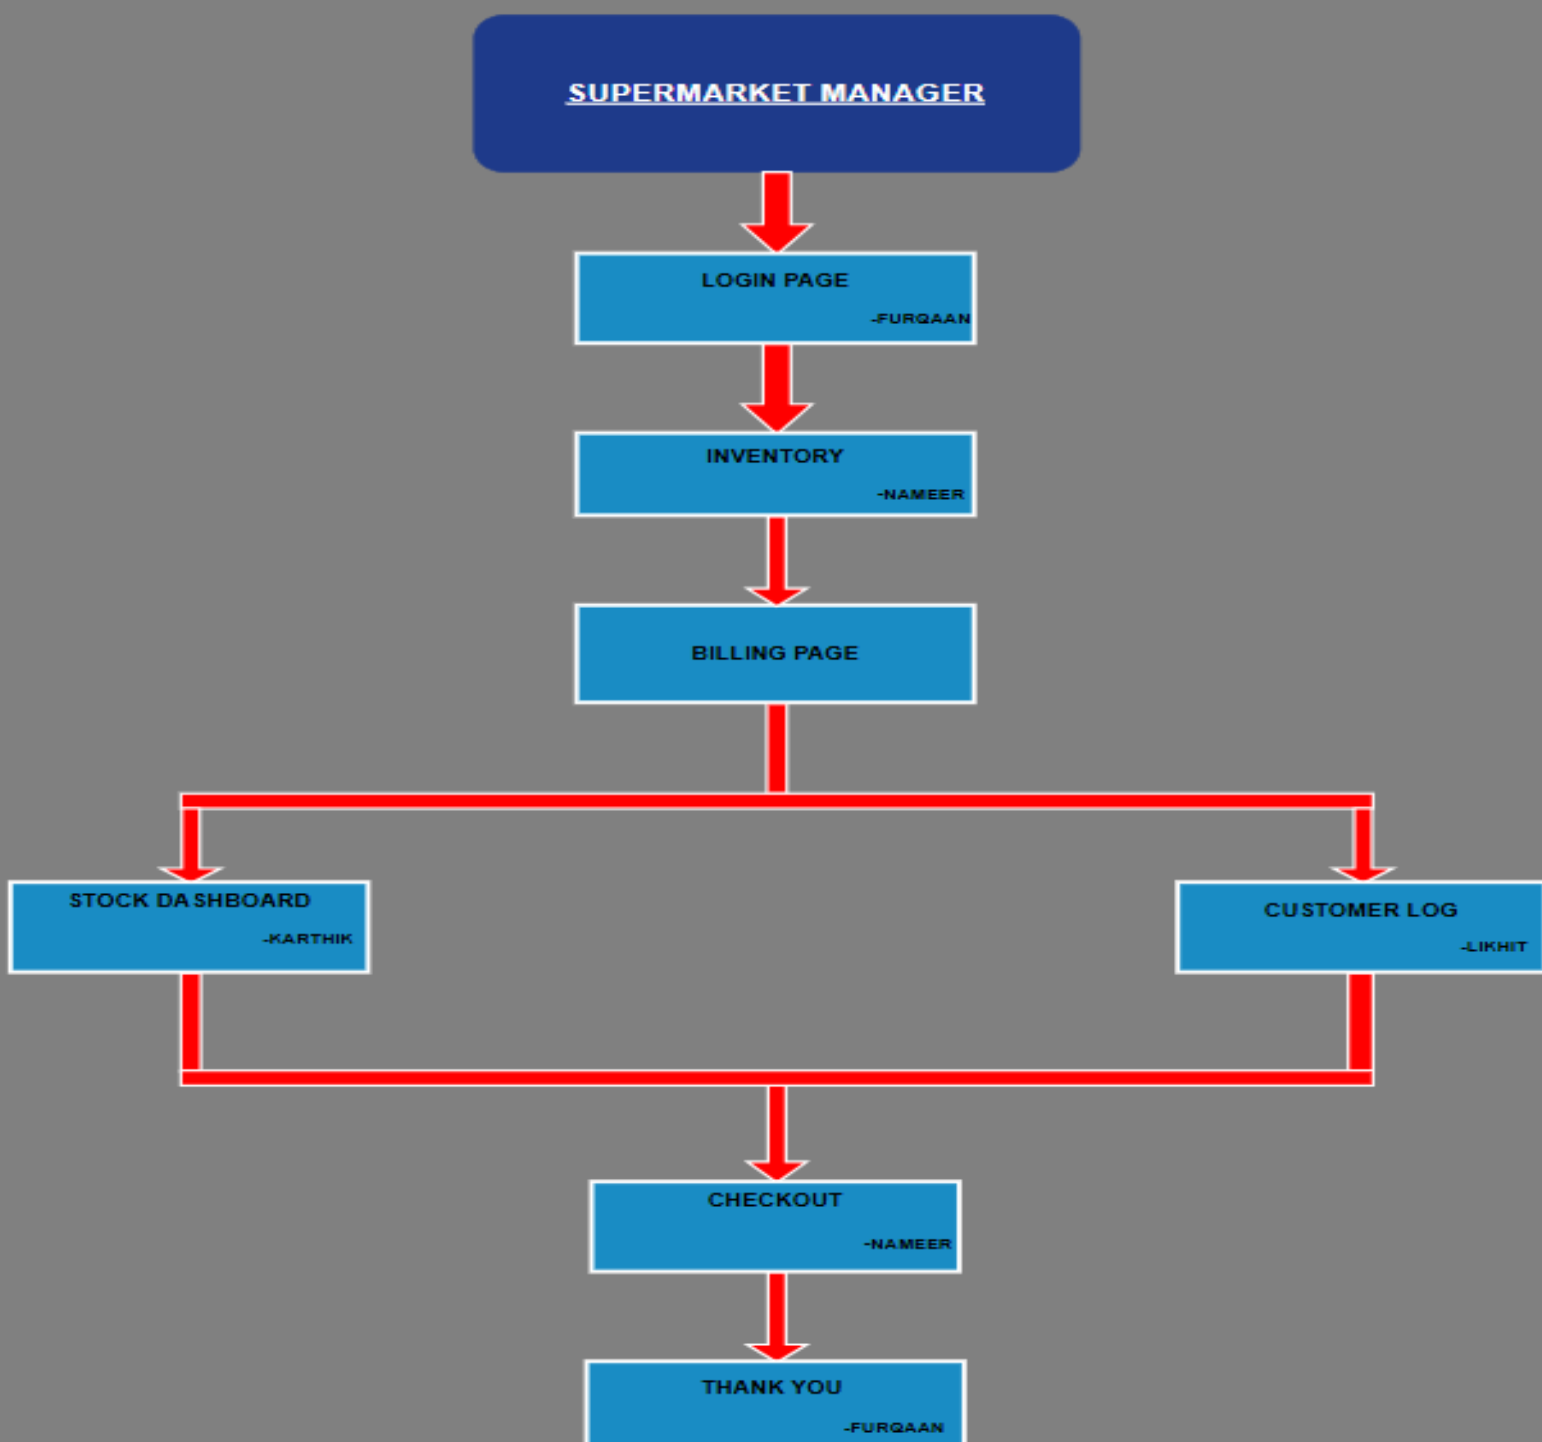 SUPERMARKET MANAGER
LOGIN PAGE
-FURQAAN
INVENTORY
-NAMEER
BILLING PAGE
STOCK DASHBOARD
-KARTHIK
CUSTOMER LOG
-LIKHIT
CHECKOUT
-NAMEER
THANK YOU
-FURQAAN